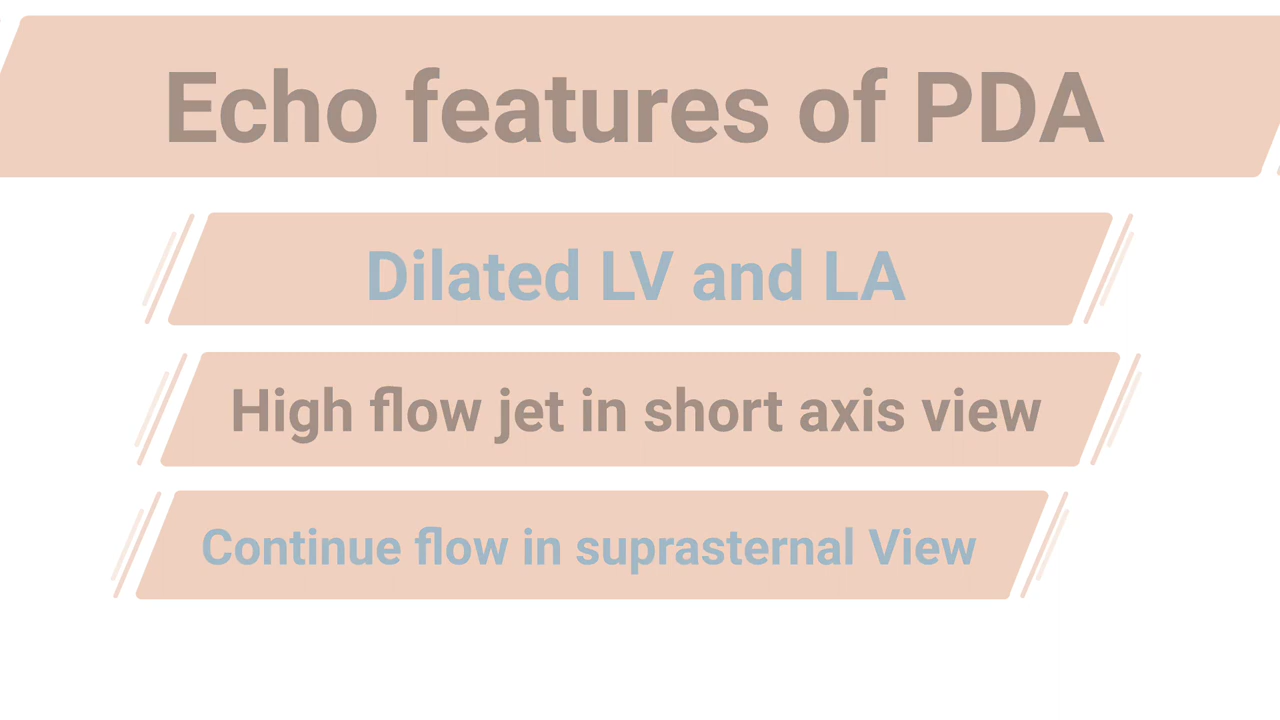 Echo features of PDA
Dilated LV and LA
High flow jet in short axis view
Continue flow in suprasternal View